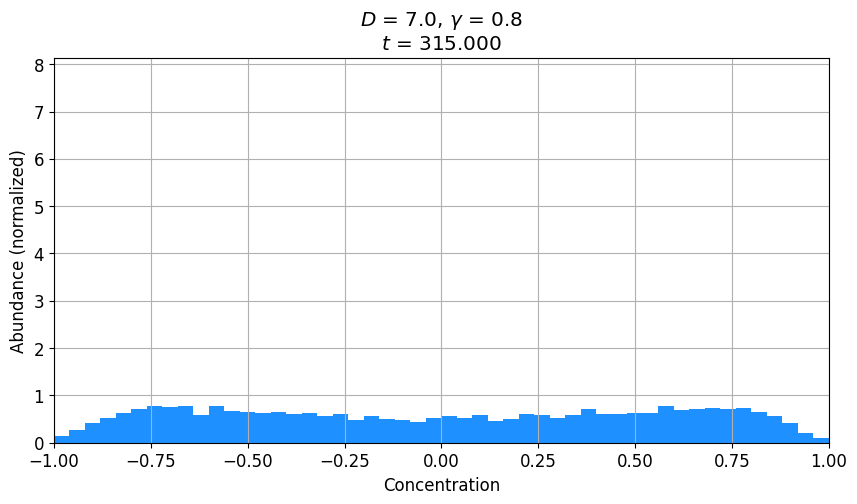 D = 7.0, γ = 0.8
t = 315.000
Abundance (normalized)
8
7
6
5
4
3
2
1
0
−1.00 −0.75 −0.50 −0.25 0.00 0.25 0.50 0.75 1.00
Concentration